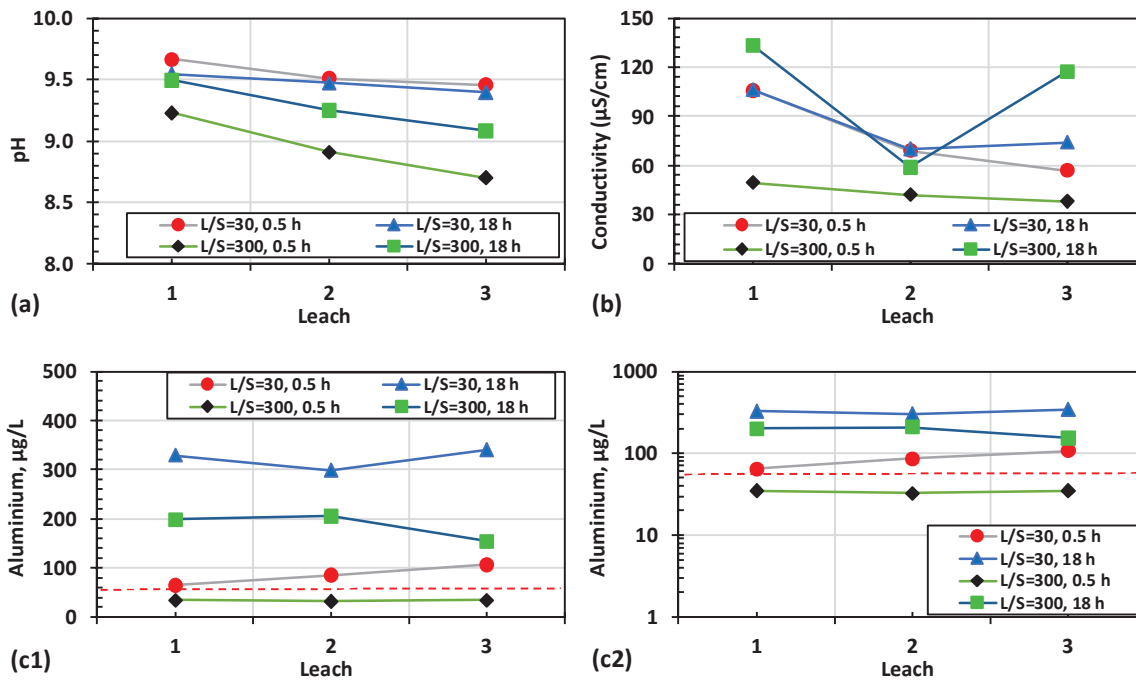 10.0
9.5
9.0
8.5
8.0
pH
L/S=30, 0.5 h
L/S=30, 18 h
L/S=300, 0.5 h
L/S=300, 18 h
1 2 3
Leach
(a)
150
120
90
60
30
0
Conductivity (µS/cm)
L/S=30, 0.5 h
L/S=30, 18 h
L/S=300, 0.5 h
L/S=300, 18 h
1 2 3
Leach
(b)
500
400
300
200
100
0
Aluminium, µg/L
L/S=30, 0.5 h
L/S=30, 18 h
L/S=300, 0.5 h
L/S=300, 18 h
1 2 3
Leach
(c1)
1000
100
10
1
Aluminium, µg/L
L/S=30, 0.5 h
L/S=30, 18 h
L/S=300, 0.5 h
L/S=300, 18 h
1 2 3
Leach
(c2)